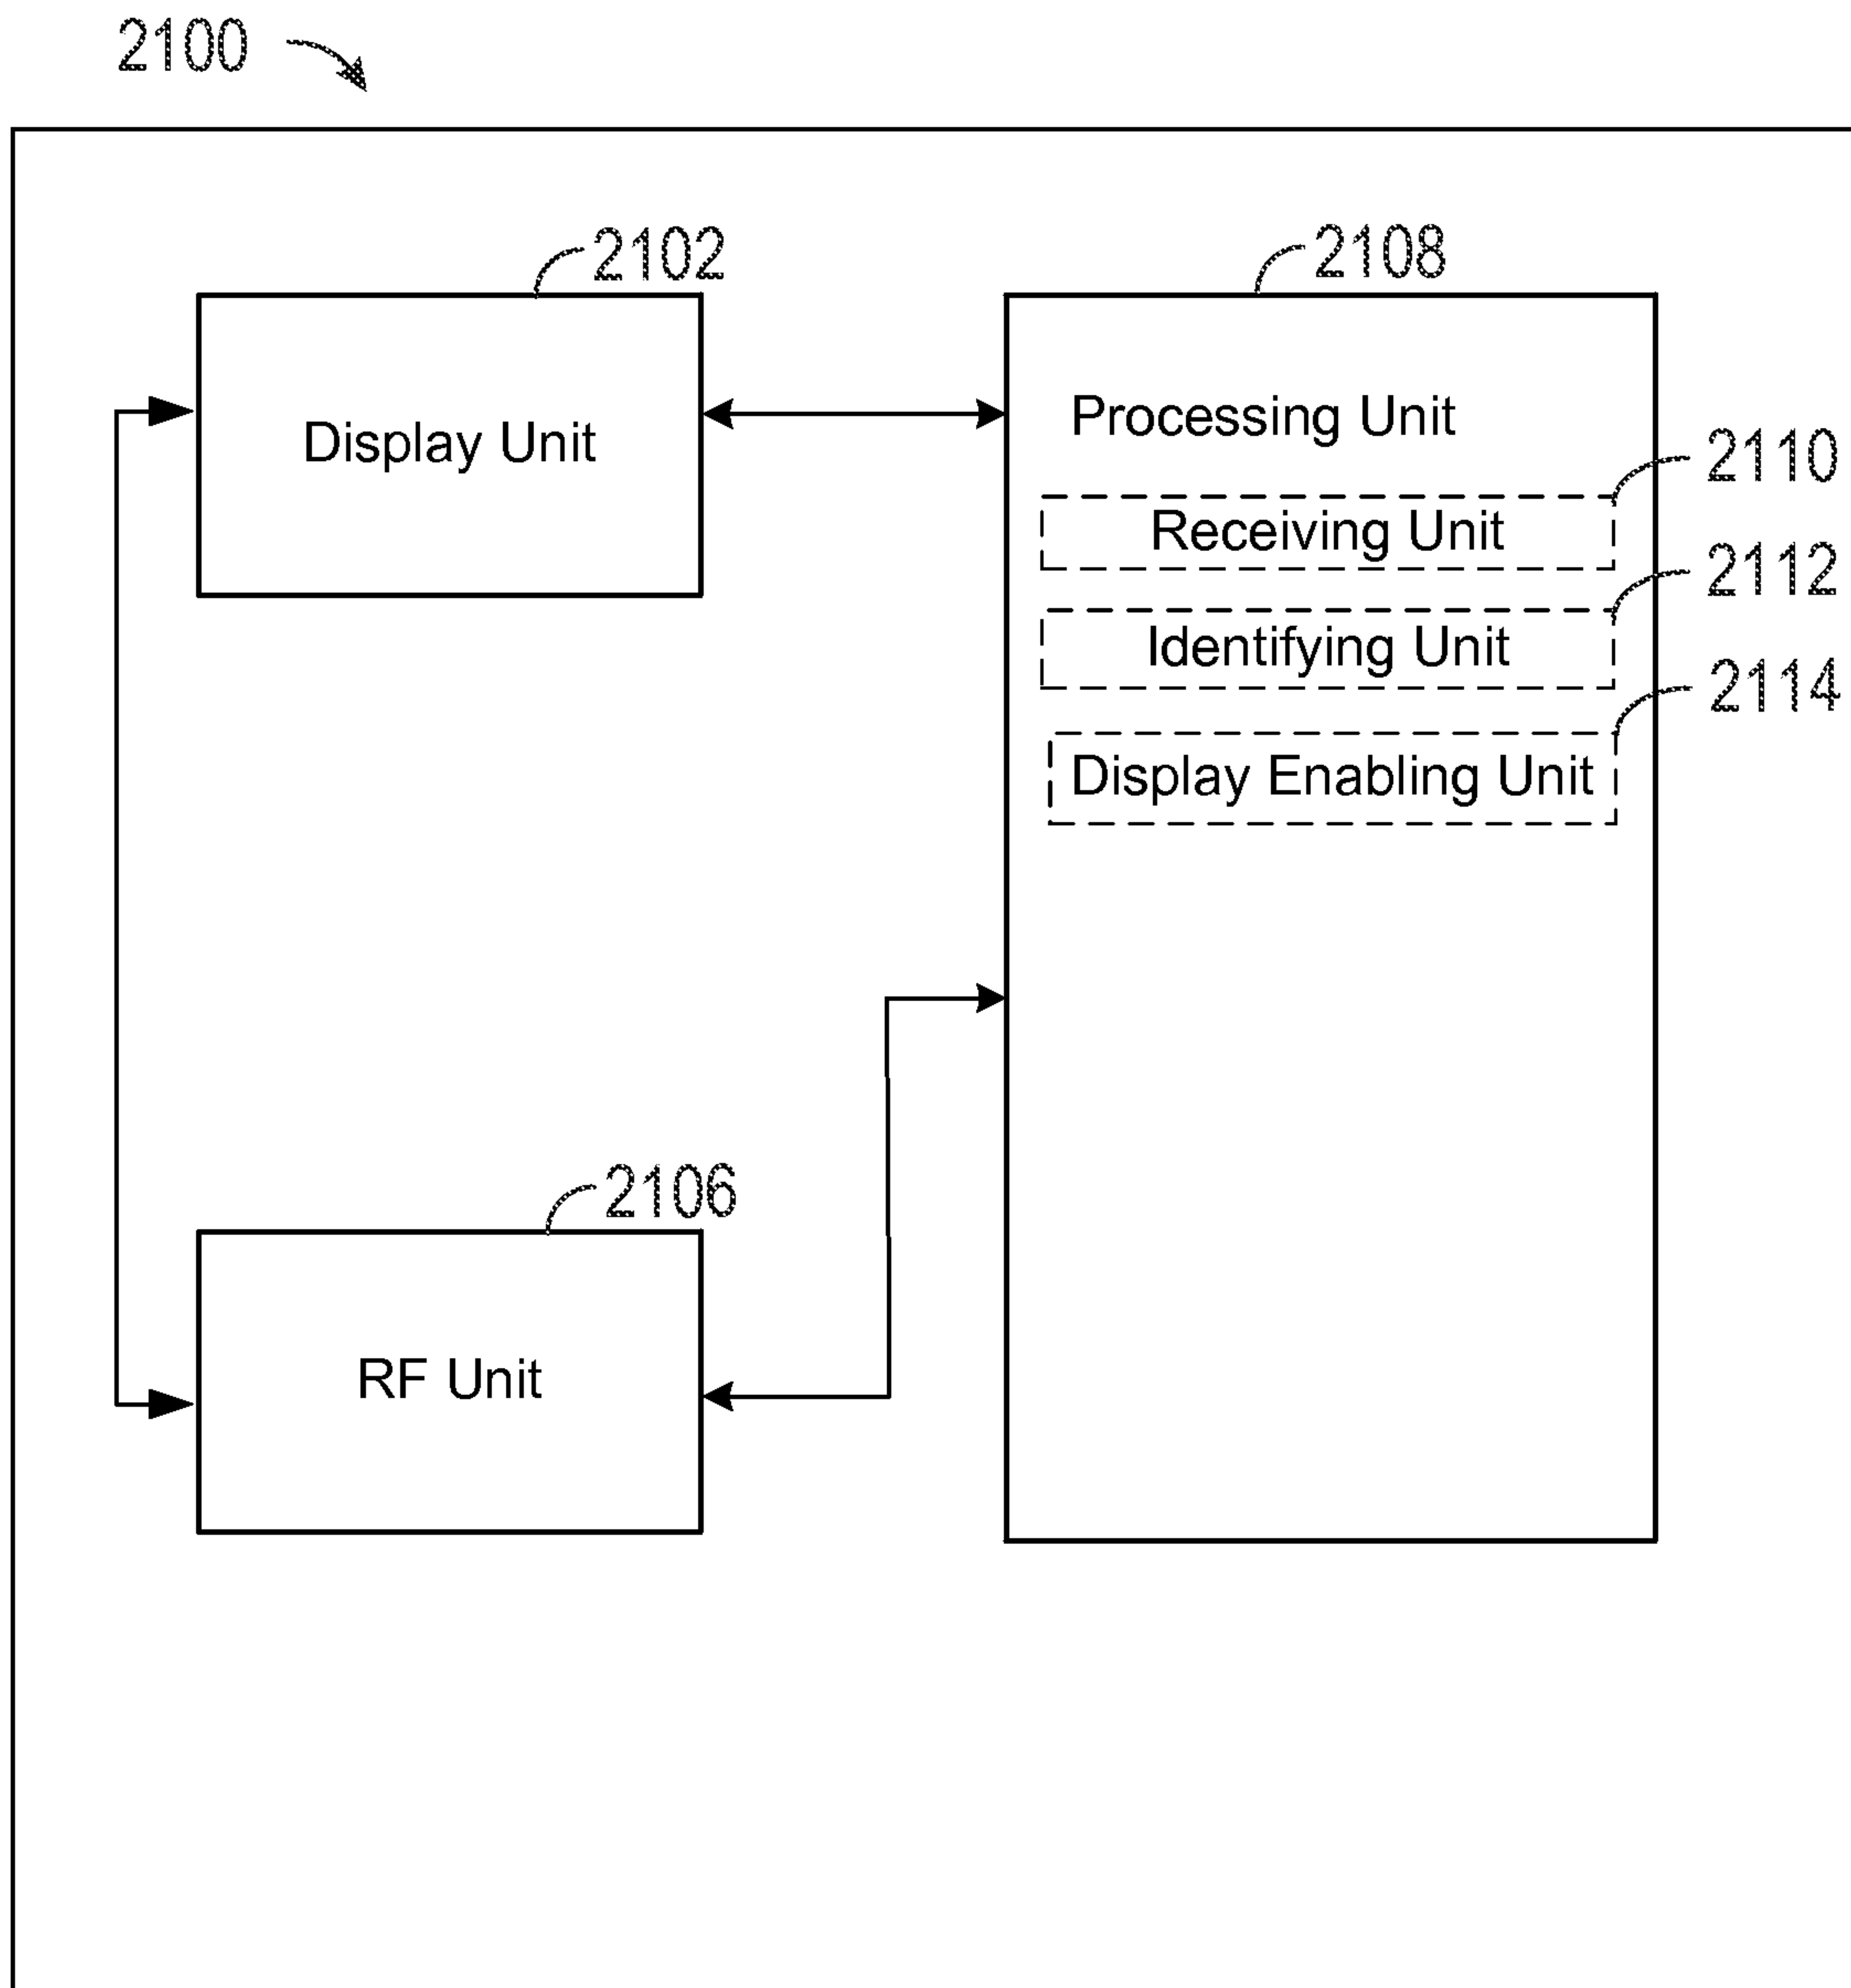 2100
2102
2108
Display Unit
Processing Unit
2110
Receiving Unit
2112
Identifying Unit
2114
Display Enabling Unit
2106
RF Unit